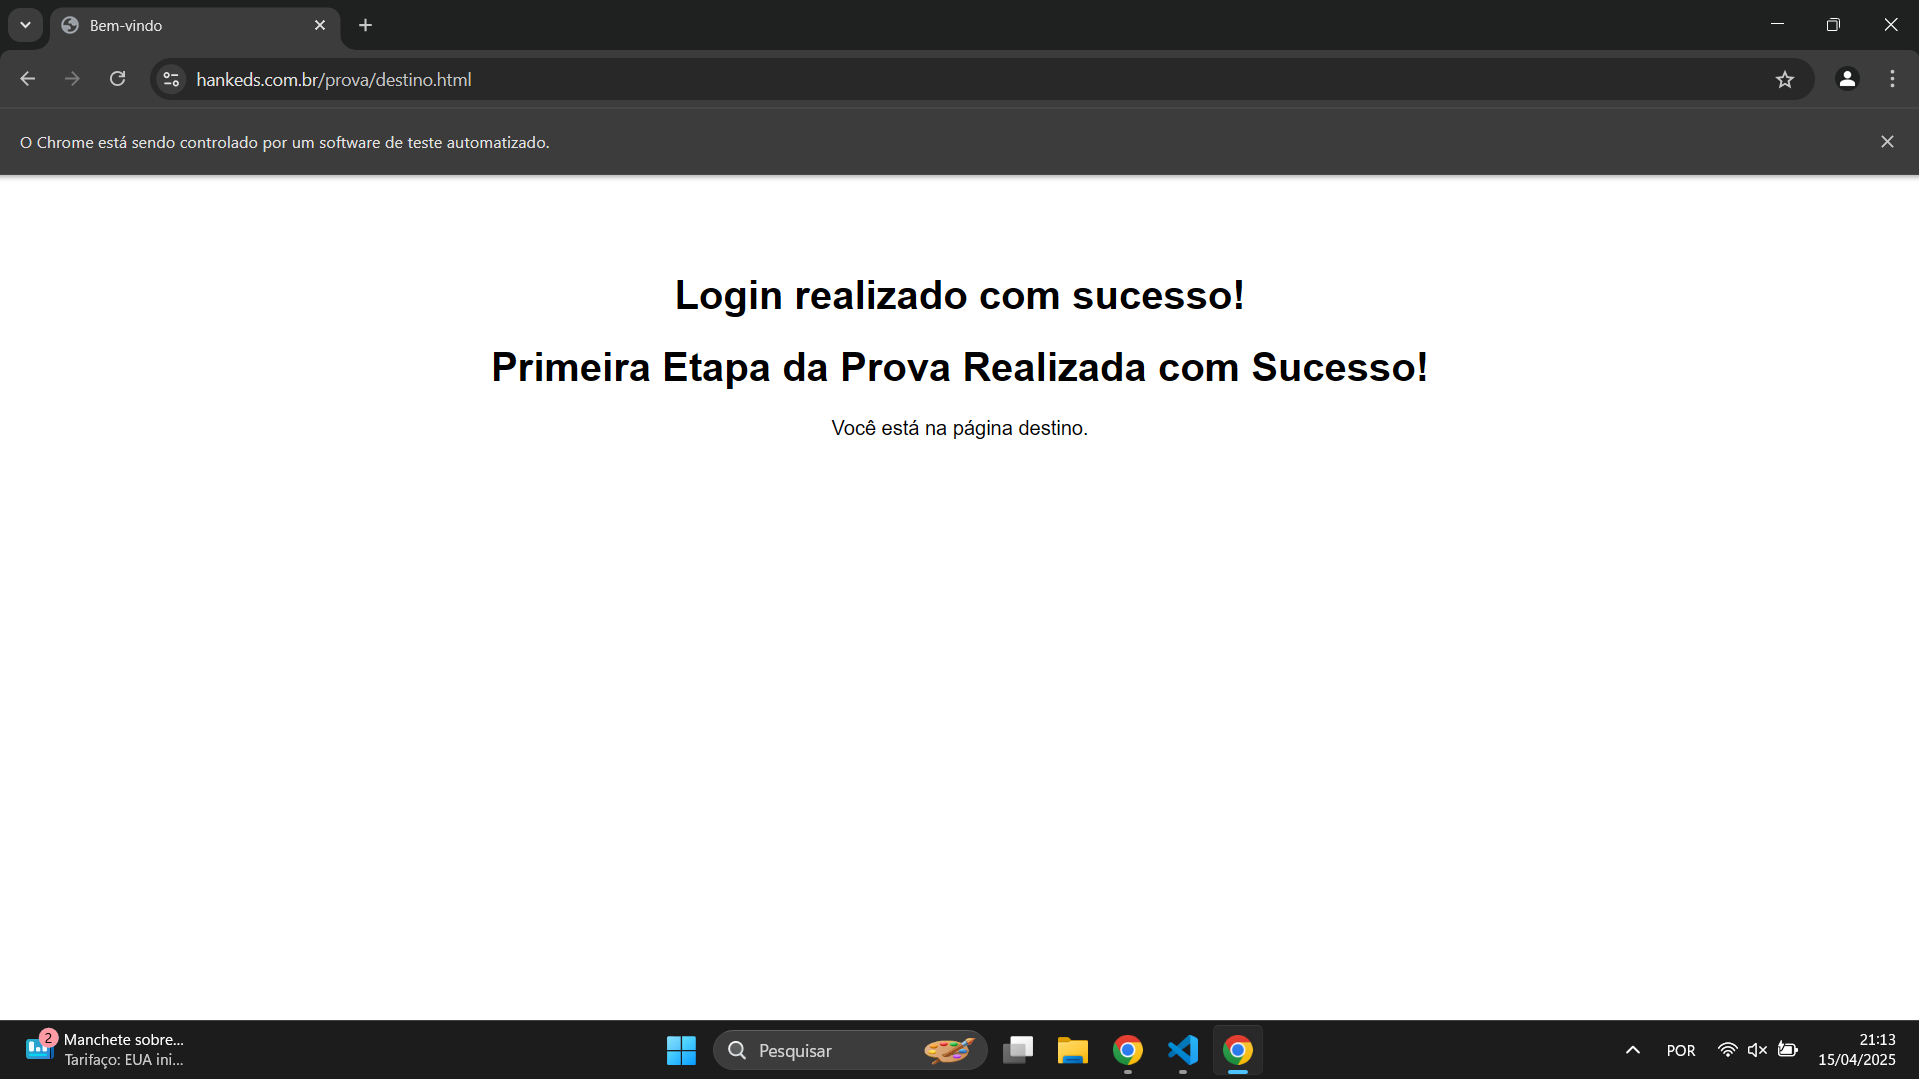 Bem-vindo
hankeds.com.br/prova/destino.html
O Chrome está sendo controlado por um software de teste automatizado.
Login realizado com sucesso!
Primeira Etapa da Prova Realizada com Sucesso!
Você está na página destino.
2
Manchete sobre...
Tarifaço: EUA ini...
Pesquisar
POR
21:13
15/04/2025